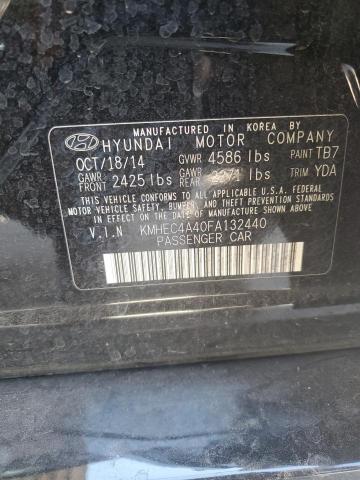 MANUFACTURED IN KOREA BY
HYUNDAI MOTOR COMPANY
OCT/18/14 GVWR 4586 lbs PAINT TB7
GAWR FRONT 2425 lbs GAWR REAR 2271 lbs TRIM YDA
THIS VEHICLE CONFORMS TO ALL APPLICABLE U.S.A. FEDERAL
MOTOR VEHICLE SAFETY, BUMPER, AND THEFT PREVENTION
STANDARDS IN EFFECT ON THE DATE OF MANUFACTURE SHOWN ABOVE.
V.I.N KMHEC4A40FA132440
PASSENGER CAR